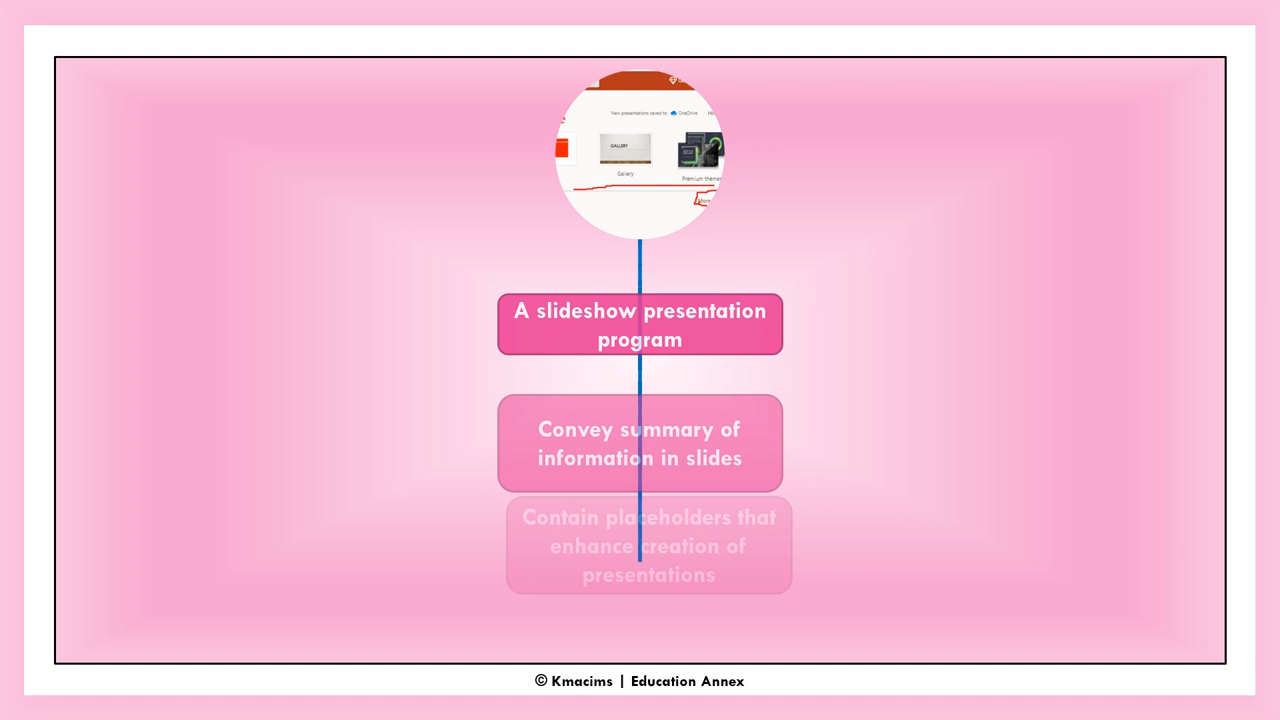 New presentations saved to: OneDrive
GALLERY
Gallery
Premium themes
More
A slideshow presentation
program
Convey summary of
information in slides
Contain placeholders that
enhance creation of
presentations
© Kmacims | Education Annex